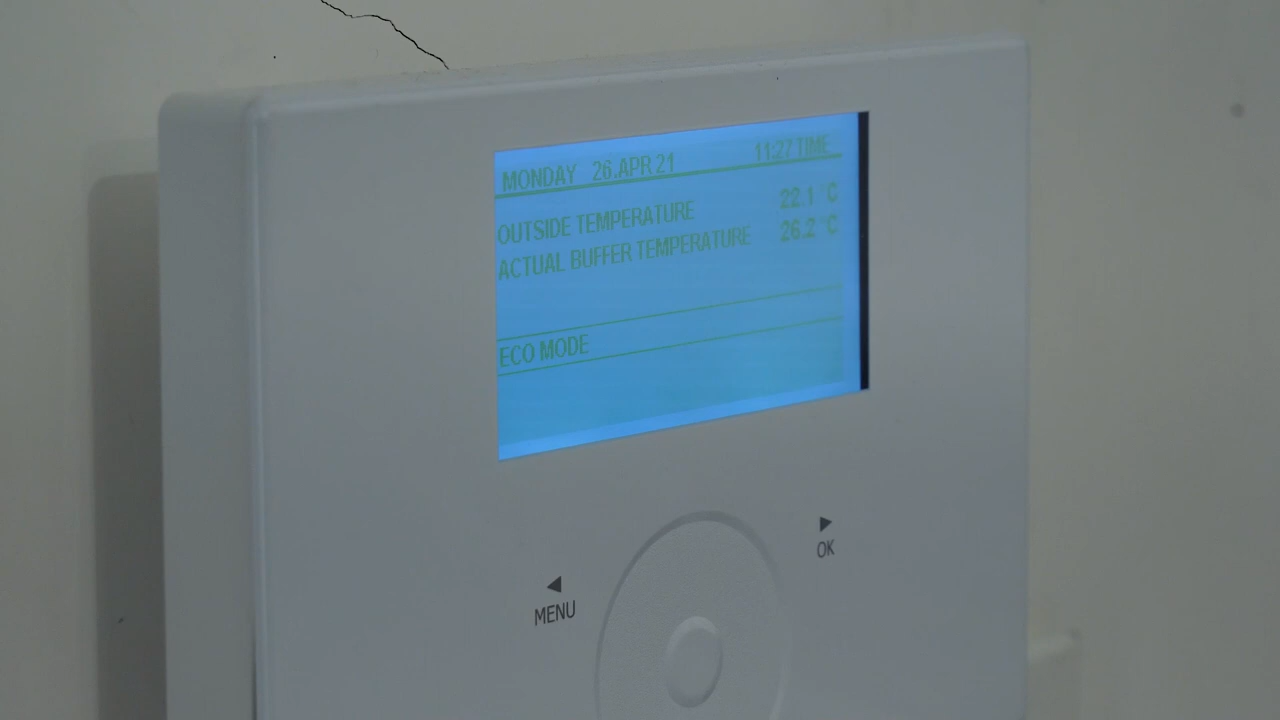 MONDAY 26.APR 21 11:27 TIME
OUTSIDE TEMPERATURE 22.1 °C
ACTUAL BUFFER TEMPERATURE 26.2 °C
ECO MODE
OK
MENU